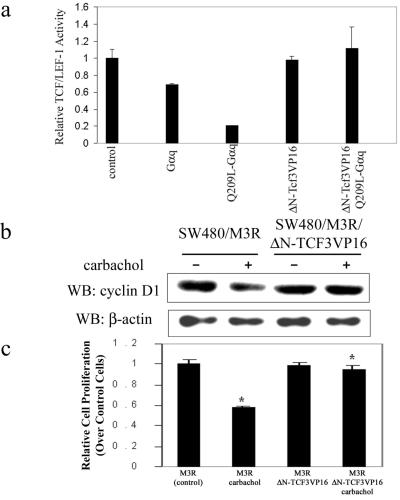 a
Relative TCF/LEF-1 Activity
1.4
1.2
1
0.8
0.6
0.4
0.2
0
control
Gαq
Q209L-Gαq
ΔN-Tcf3VP16
ΔN-Tcf3VP16
Q209L-Gαq
b
SW480/M3R
SW480/M3R/
ΔN-TCF3VP16
carbachol
− + − +
WB: cyclin D1
WB: β-actin
c
Relative Cell Proliferation
(Over Control Cells)
1.2
1.0
0.8
0.6
0.4
0.2
0
*
*
M3R
(control)
M3R
carbachol
M3R
ΔN-TCF3VP16
M3R
ΔN-TCF3VP16
carbachol